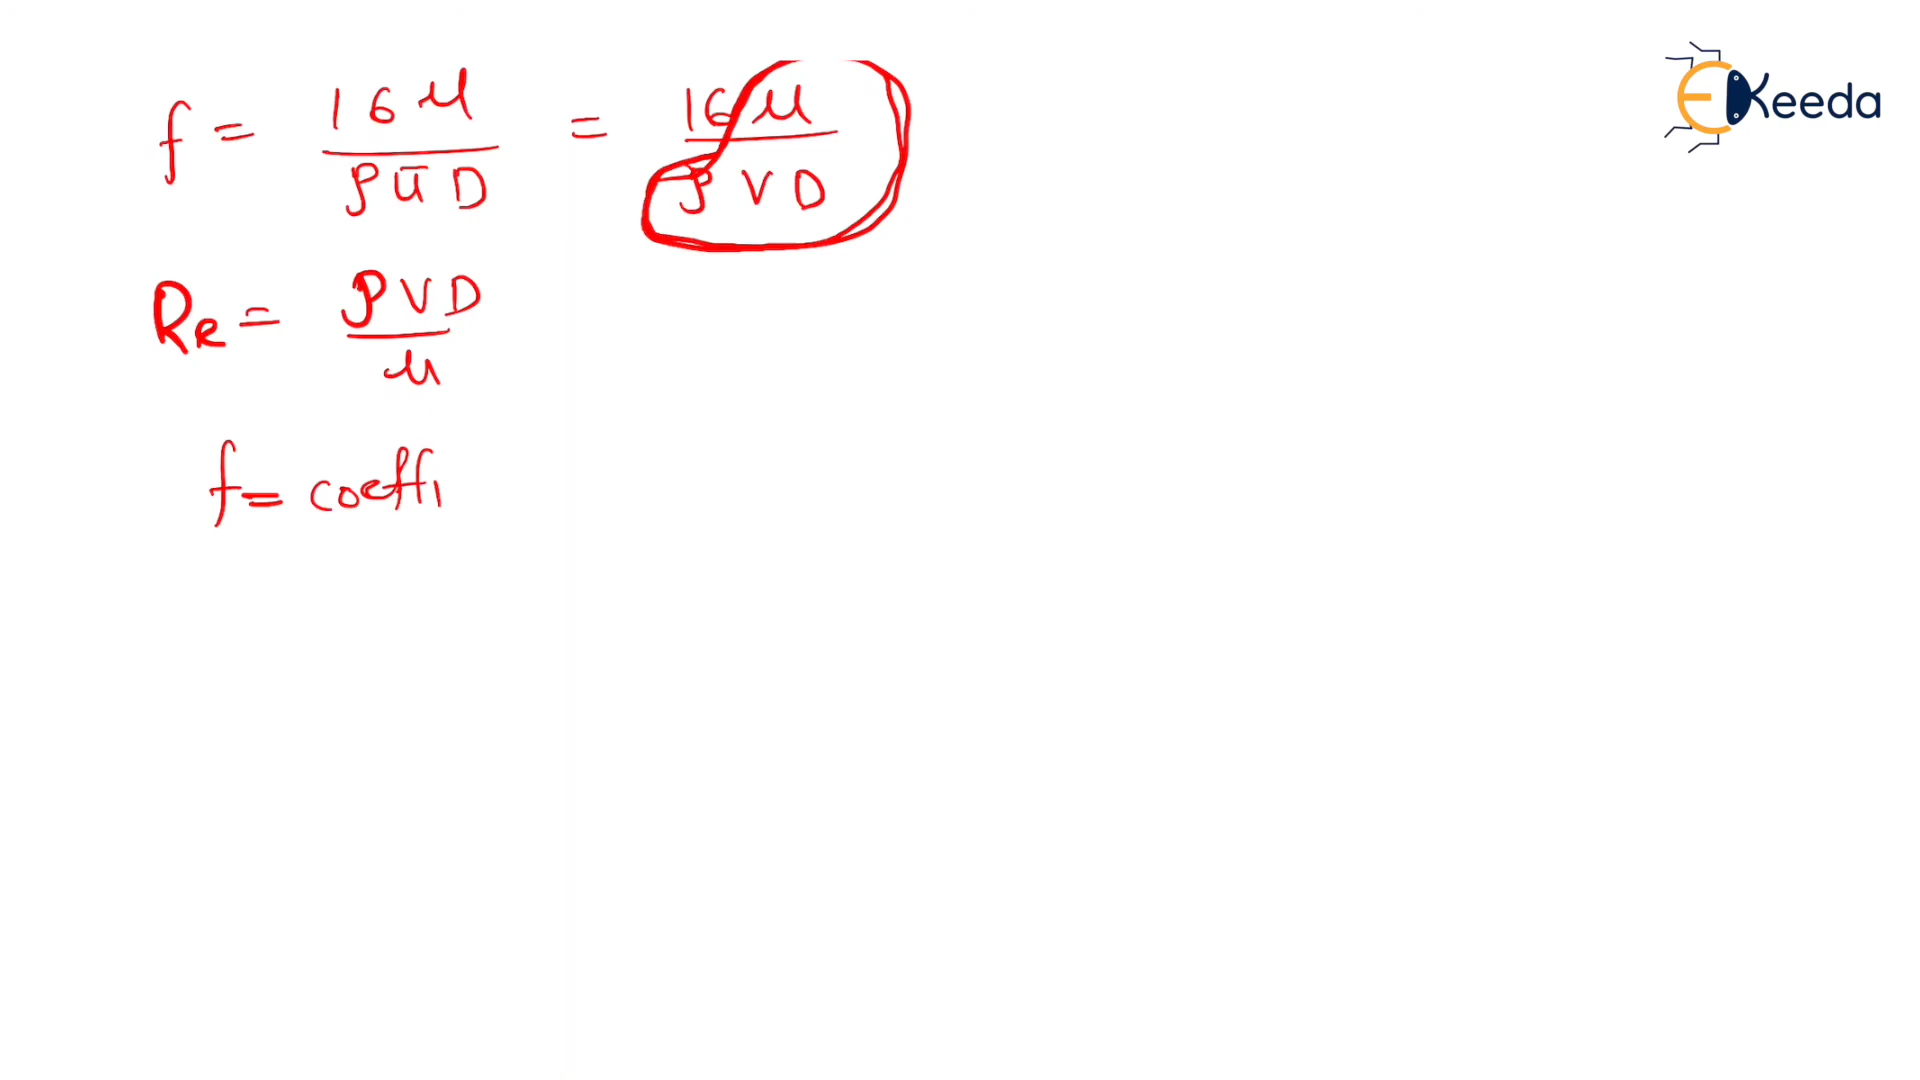 f = 16μ / ρūD = 16μ / ρVD
Re = ρVD / μ
f = coeffi
EKeeda